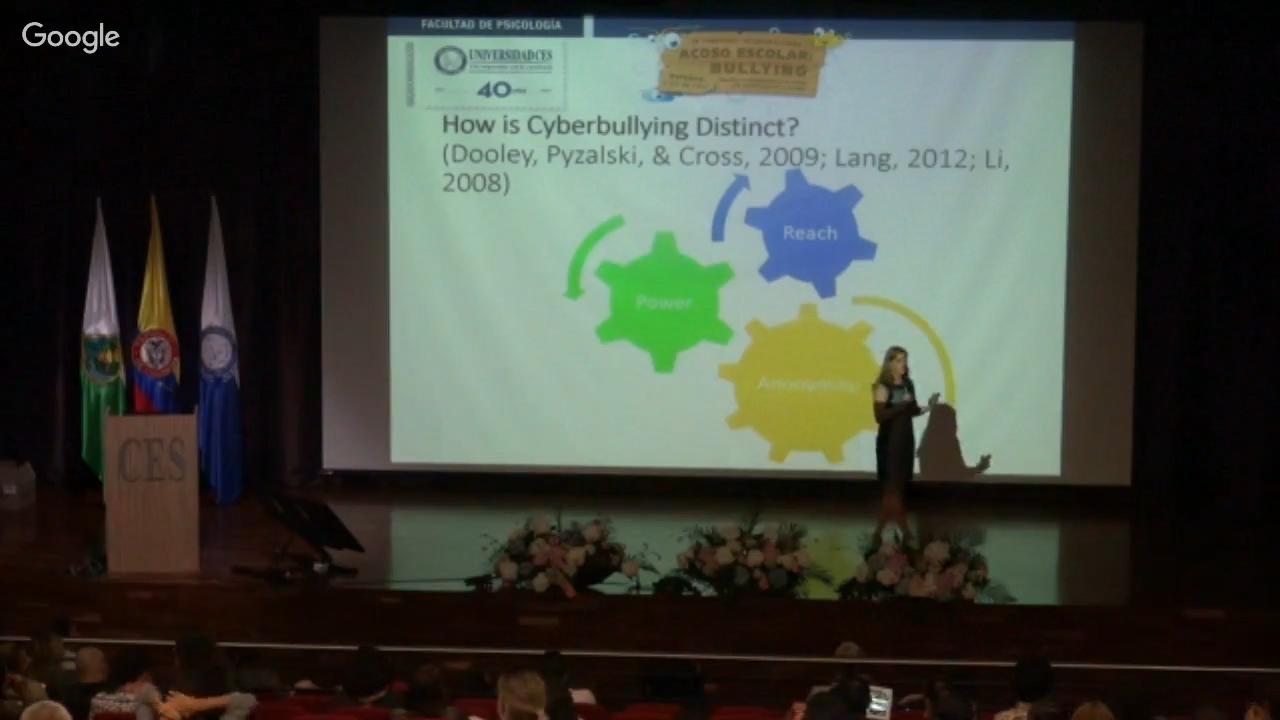 Google
FACULTAD DE PSICOLOGÍA
UNIVERSIDAD CES
40
ACOSO ESCOLAR:
BULLYING
How is Cyberbullying Distinct?
(Dooley, Pyzalski, & Cross, 2009; Lang, 2012; Li,
2008)
Reach
Power
Anonymity
CES